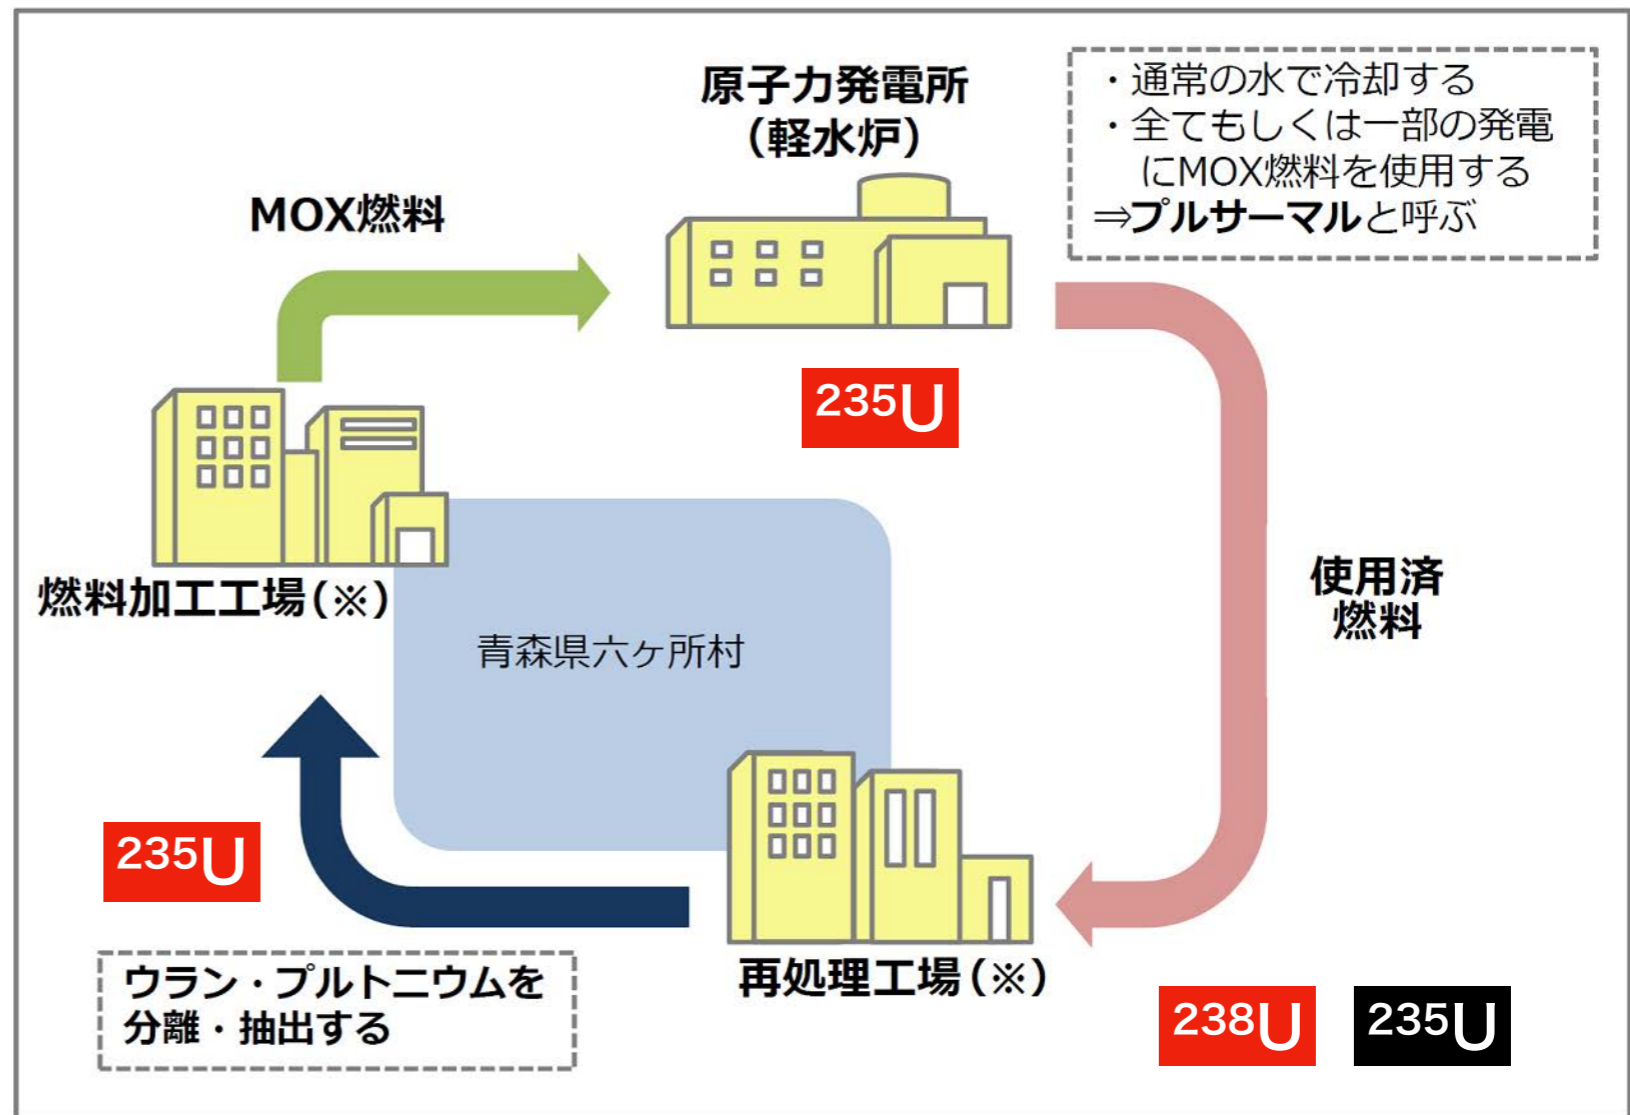 原子力発電所
（軽水炉）
・通常の水で冷却する
・全てもしくは一部の発電
にMOX燃料を使用する
⇒プルサーマルと呼ぶ
MOX燃料
²³⁵U
燃料加工工場（※）
使用済
燃料
青森県六ヶ所村
²³⁵U
ウラン・プルトニウムを
分離・抽出する
再処理工場（※）
²³⁸U
²³⁵U